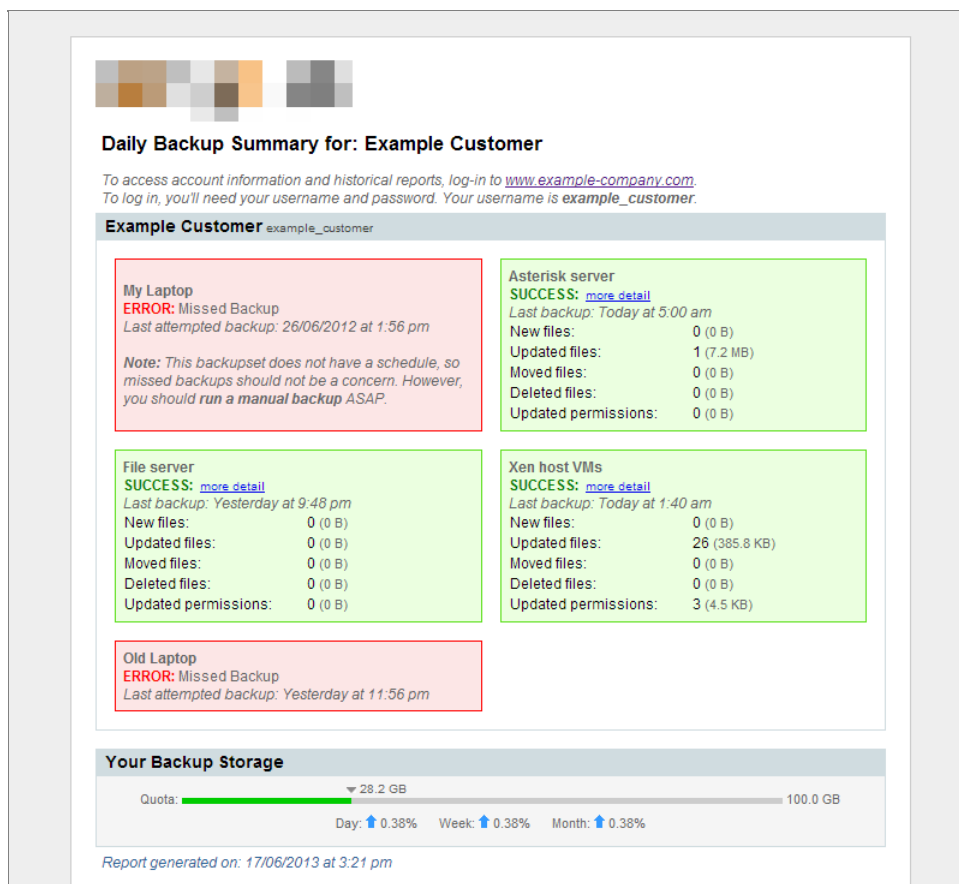 Daily Backup Summary for: Example Customer
To access account information and historical reports, log-in to www.example-company.com.
To log in, you'll need your username and password. Your username is example_customer.
Example Customer example_customer
My Laptop
ERROR: Missed Backup
Last attempted backup: 26/06/2012 at 1:56 pm
Note: This backupset does not have a schedule, so
missed backups should not be a concern. However,
you should run a manual backup ASAP.
Asterisk server
SUCCESS: more detail
Last backup: Today at 5:00 am
New files: 0 (0 B)
Updated files: 1 (7.2 MB)
Moved files: 0 (0 B)
Deleted files: 0 (0 B)
Updated permissions: 0 (0 B)
File server
SUCCESS: more detail
Last backup: Yesterday at 9:48 pm
New files: 0 (0 B)
Updated files: 0 (0 B)
Moved files: 0 (0 B)
Deleted files: 0 (0 B)
Updated permissions: 0 (0 B)
Xen host VMs
SUCCESS: more detail
Last backup: Today at 1:40 am
New files: 0 (0 B)
Updated files: 26 (385.8 KB)
Moved files: 0 (0 B)
Deleted files: 0 (0 B)
Updated permissions: 3 (4.5 KB)
Old Laptop
ERROR: Missed Backup
Last attempted backup: Yesterday at 11:56 pm
Your Backup Storage
28.2 GB
Quota: 100.0 GB
Day: 0.38% Week: 0.38% Month: 0.38%
Report generated on: 17/06/2013 at 3:21 pm